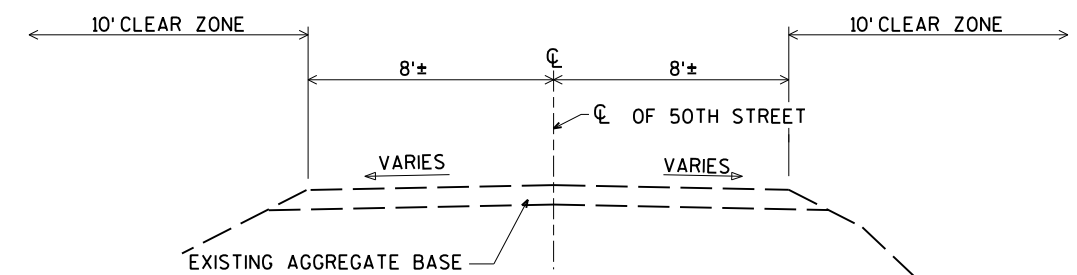 10' CLEAR ZONE
10' CLEAR ZONE
8'±
℄
8'±
℄ OF 50TH STREET
VARIES
VARIES
EXISTING AGGREGATE BASE